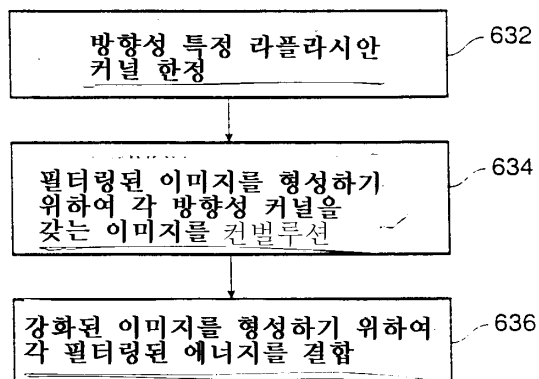 방향성 특정 라플라시안
커널 한정
632
필터링된 이미지를 형성하기
위하여 각 방향성 커널을
갖는 이미지를 컨벌루션
634
강화된 이미지를 형성하기 위하여
각 필터링된 에너지를 결합
636